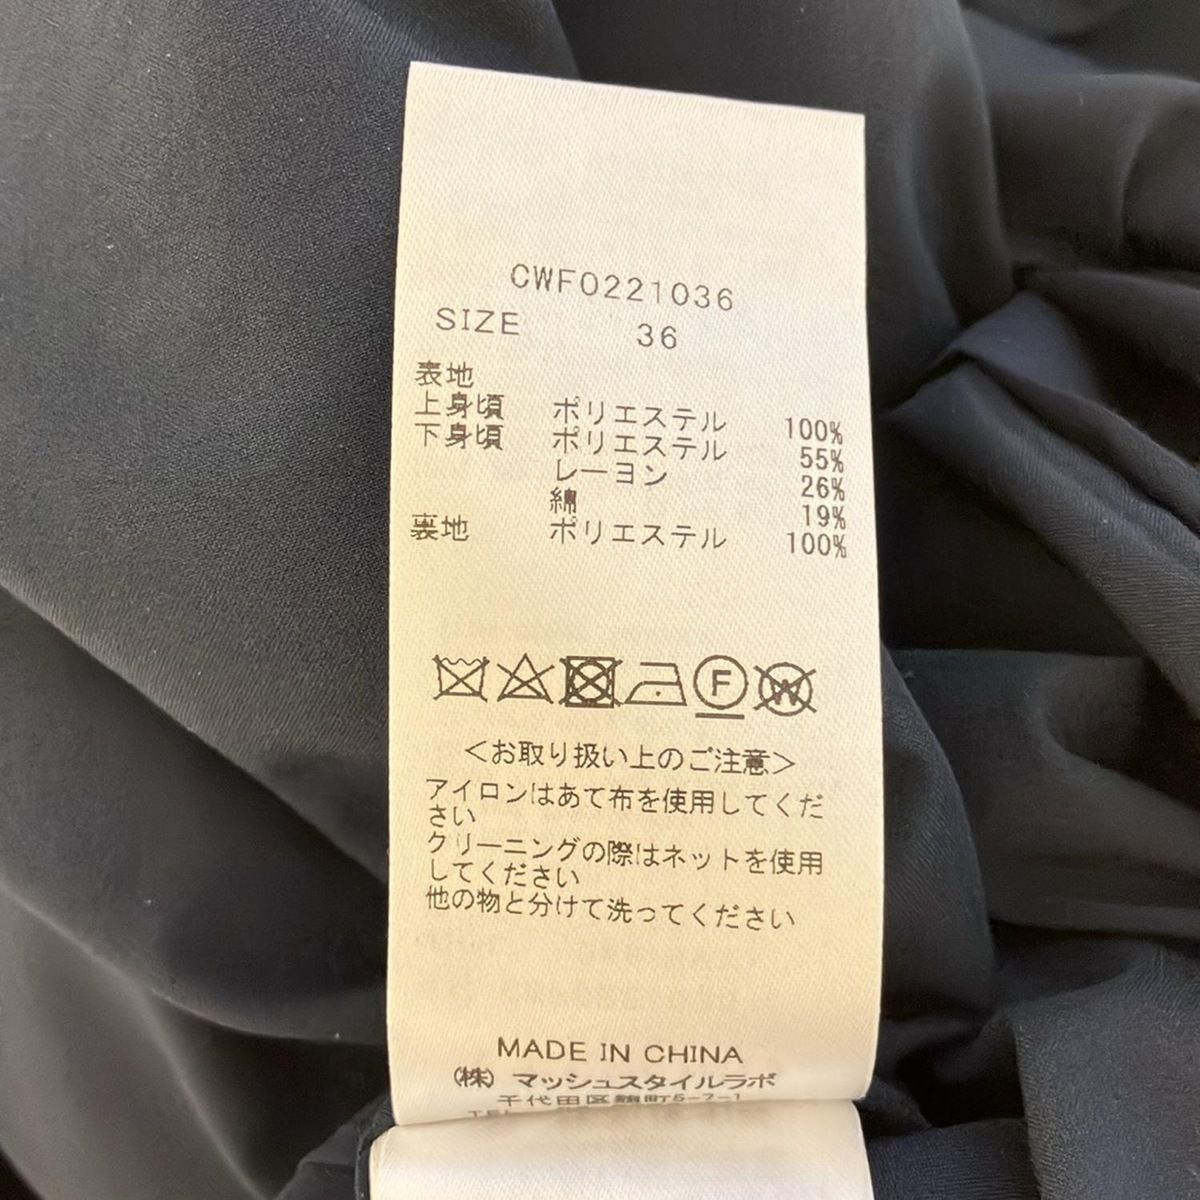 CWF0221036
SIZE 36
表地
上身頃 ポリエステル 100%
下身頃 ポリエステル 55%
レーヨン 26%
綿 19%
裏地 ポリエステル 100%
F W
<お取り扱い上のご注意>
アイロンはあて布を使用してくだ
さい
クリーニングの際はネットを使用
してください
他の物と分けて洗ってください
MADE IN CHINA
(株) マッシュスタイルラボ
千代田区麹町5-7-1
TEL